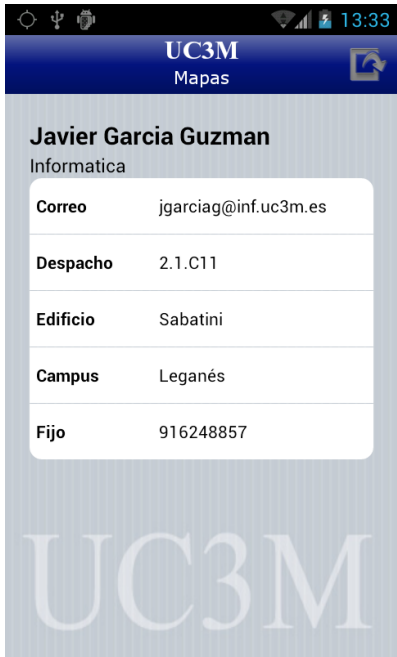 13:33
UC3M
Mapas
Javier Garcia Guzman
Informatica
Correo jgarciag@inf.uc3m.es
Despacho 2.1.C11
Edificio Sabatini
Campus Leganés
Fijo 916248857
UC3M